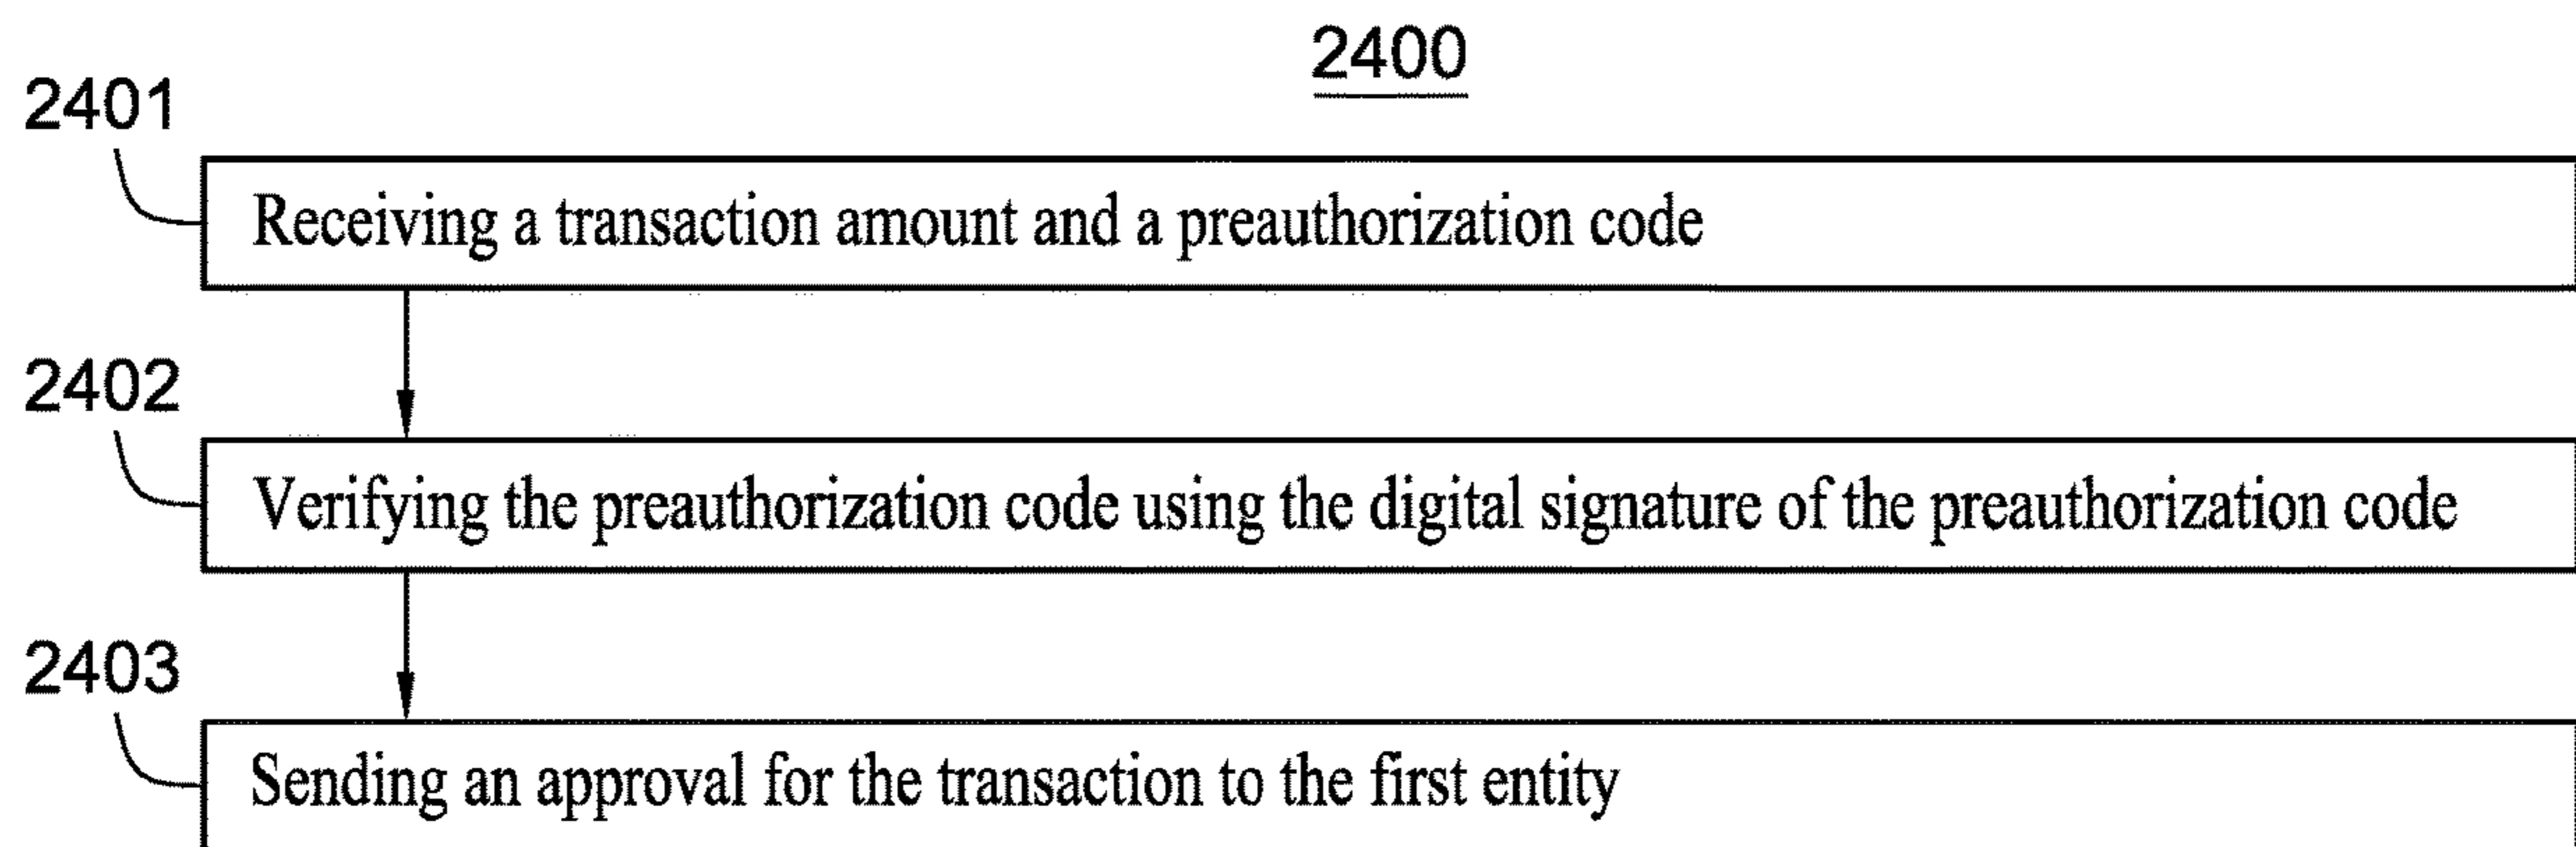 2400
2401
Receiving a transaction amount and a preauthorization code
2402
Verifying the preauthorization code using the digital signature of the preauthorization code
2403
Sending an approval for the transaction to the first entity